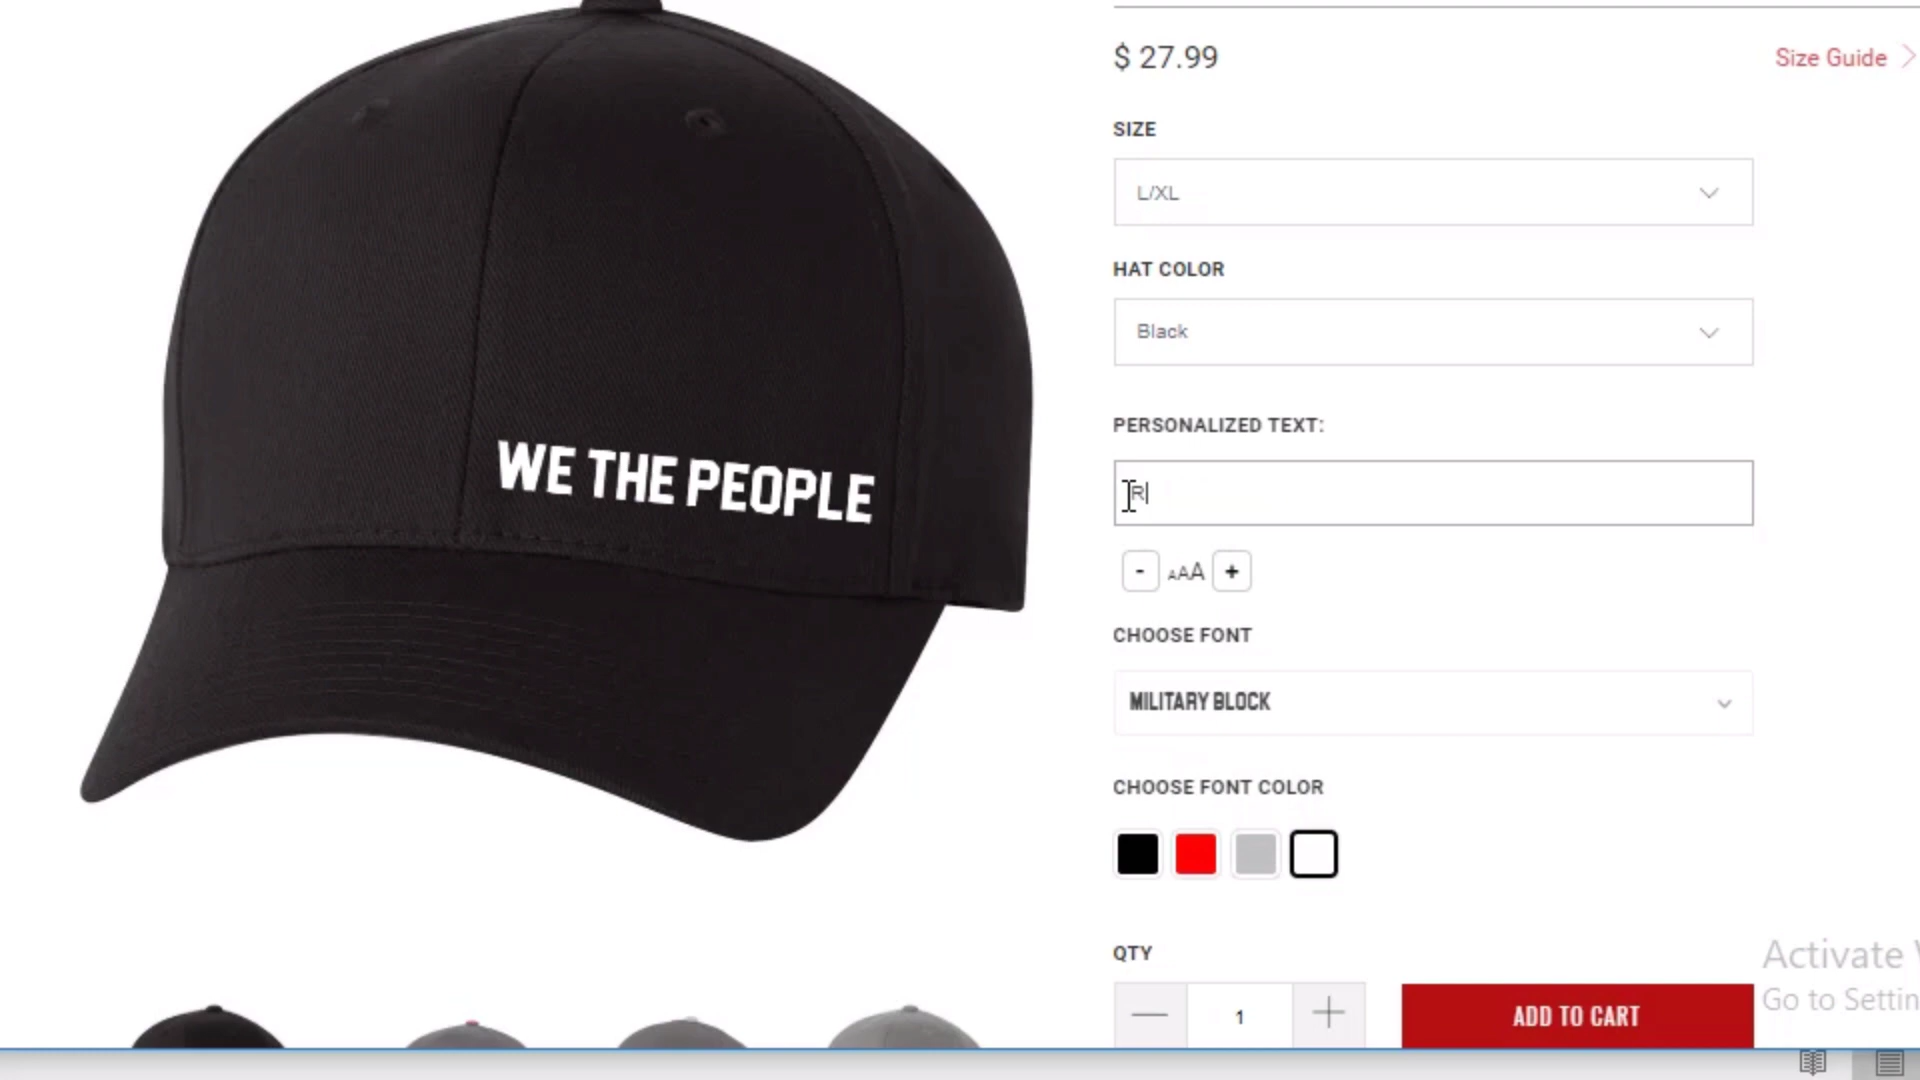 $ 27.99
Size Guide
SIZE
L/XL
HAT COLOR
Black
PERSONALIZED TEXT:
R
WE THE PEOPLE
- AAA +
CHOOSE FONT
MILITARY BLOCK
CHOOSE FONT COLOR
QTY
1
ADD TO CART
Activate
Go to